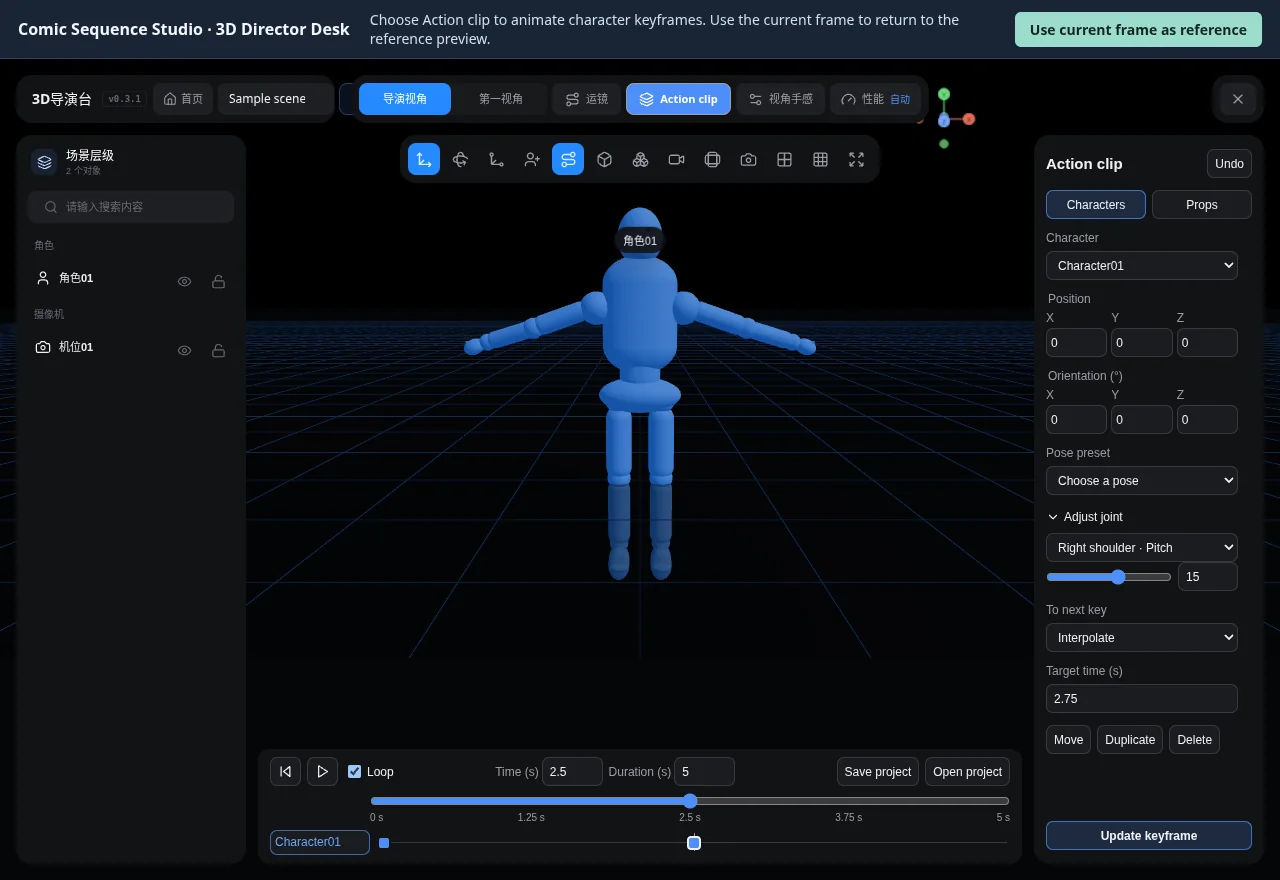 Comic Sequence Studio · 3D Director Desk
Choose Action clip to animate character keyframes. Use the current frame to return to the
reference preview.
Use current frame as reference
3D导演台
v0.3.1
首页
Sample scene
导演视角
第一视角
运镜
Action clip
视角手感
性能 自动
场景层级
2 个对象
请输入搜索内容
角色
角色01
摄像机
机位01
Y
X
Z
角色01
Action clip
Undo
Characters
Props
Character
Character01
Position
X Y Z
0 0 0
Orientation (°)
X Y Z
0 0 0
Pose preset
Choose a pose
Adjust joint
Right shoulder · Pitch
15
To next key
Interpolate
Target time (s)
2.75
Move
Duplicate
Delete
Update keyframe
Loop
Time (s) 2.5
Duration (s) 5
Save project
Open project
0 s 1.25 s 2.5 s 3.75 s 5 s
Character01